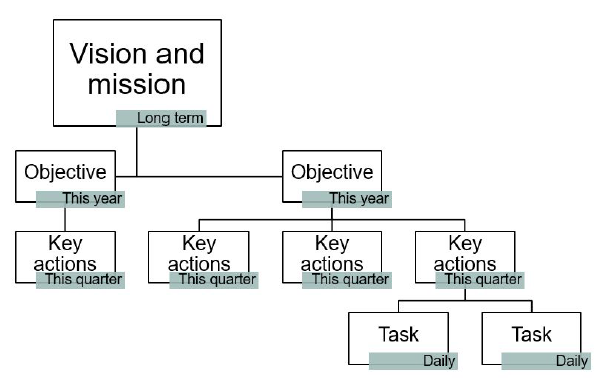 Vision and
mission
Long term
Objective
This year
Objective
This year
Key
actions
This quarter
Key
actions
This quarter
Key
actions
This quarter
Key
actions
This quarter
Task
Daily
Task
Daily